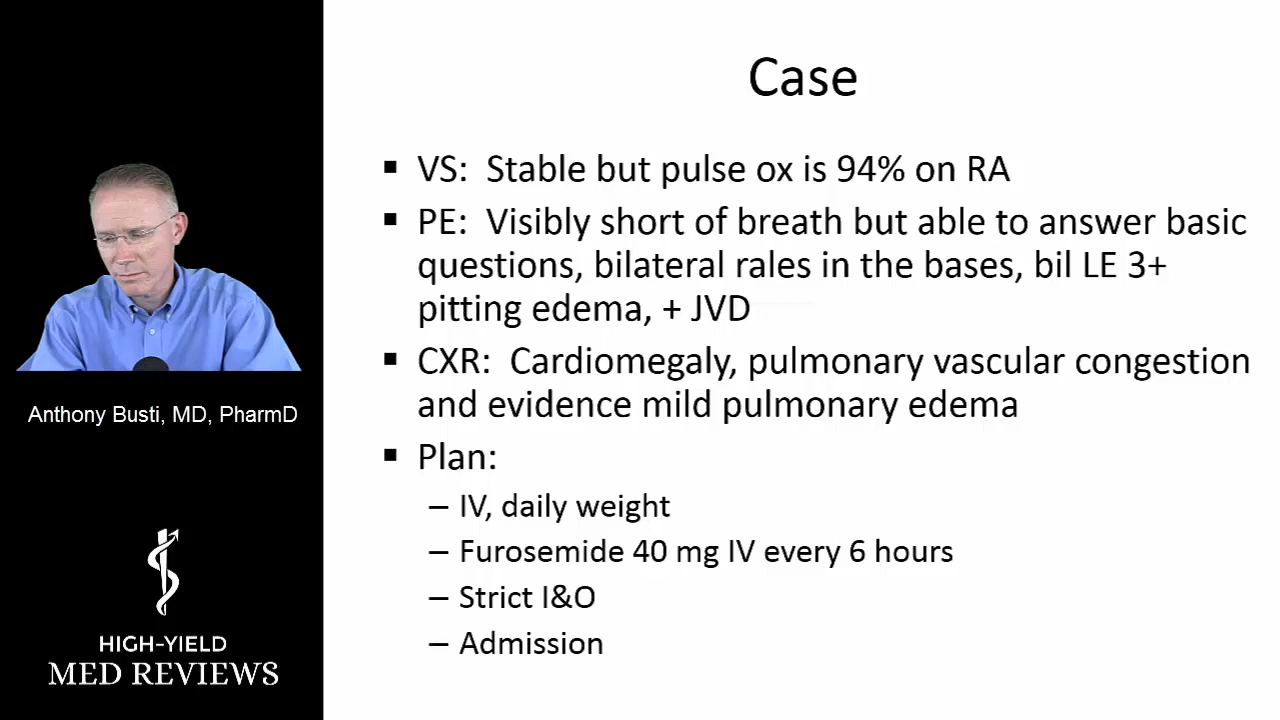 Case
▪ VS: Stable but pulse ox is 94% on RA
▪ PE: Visibly short of breath but able to answer basic
questions, bilateral rales in the bases, bil LE 3+
pitting edema, + JVD
▪ CXR: Cardiomegaly, pulmonary vascular congestion
and evidence mild pulmonary edema
▪ Plan:
– IV, daily weight
– Furosemide 40 mg IV every 6 hours
– Strict I&O
– Admission
Anthony Busti, MD, PharmD
HIGH-YIELD
MED REVIEWS